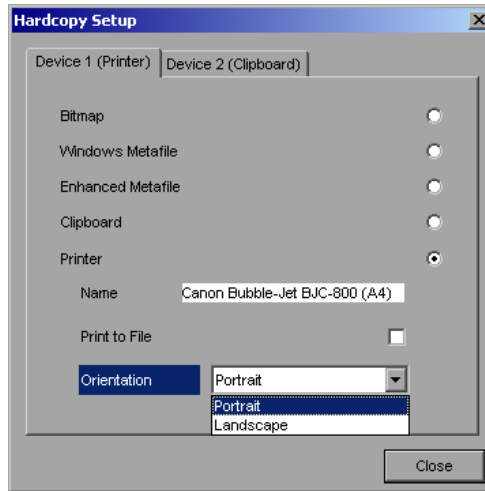 Hardcopy Setup
Device 1 (Printer) Device 2 (Clipboard)
Bitmap
Windows Metafile
Enhanced Metafile
Clipboard
Printer
Name Canon Bubble-Jet BJC-800 (A4)
Print to File
Orientation Portrait
Portrait
Landscape
Close